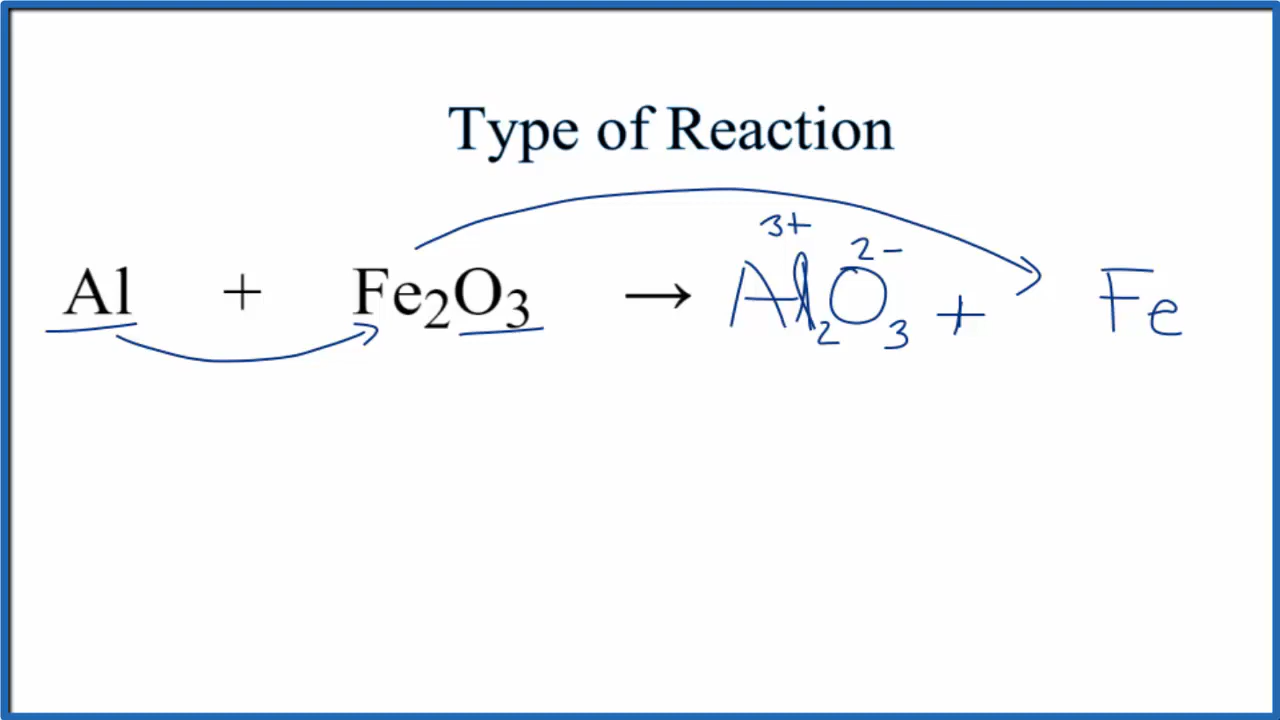 Type of Reaction
3+ 2-
Al + Fe₂O₃ → Al₂O₃ + Fe